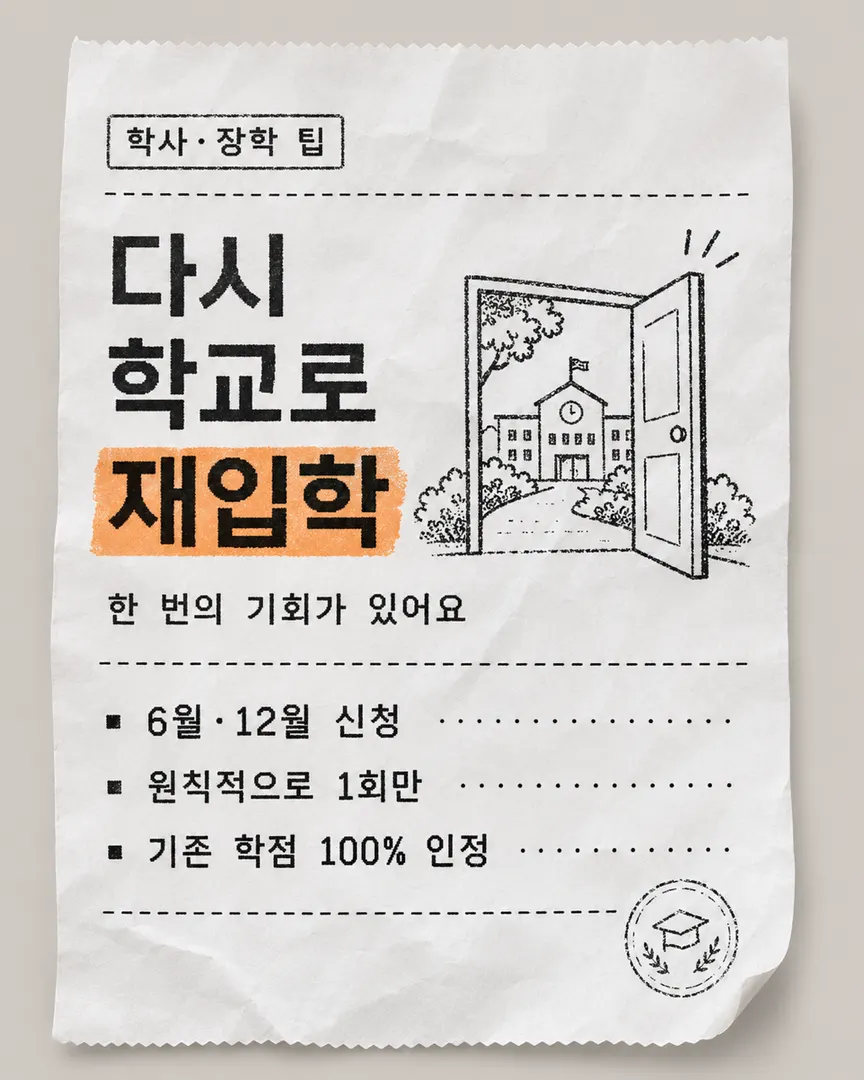 학사·장학 팁
다시
학교로
재입학
한 번의 기회가 있어요
6월·12월 신청
원칙적으로 1회만
기존 학점 100% 인정